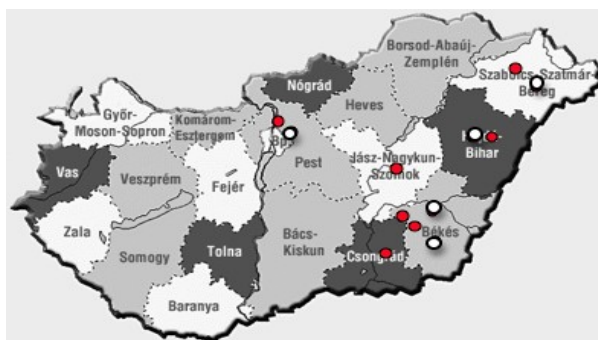 Borsod-Abaúj-
Zemplén
Szabolcs-Szatmár-
Bereg
Nógrád
Heves
Győr-
Moson-Sopron
Komárom-
Esztergom
Bp.
Pest
Jász-Nagykun-
Szolnok
Bihar
Vas
Veszprém
Fejér
Zala
Somogy
Tolna
Bács-
Kiskun
Csongrád
Békés
Baranya